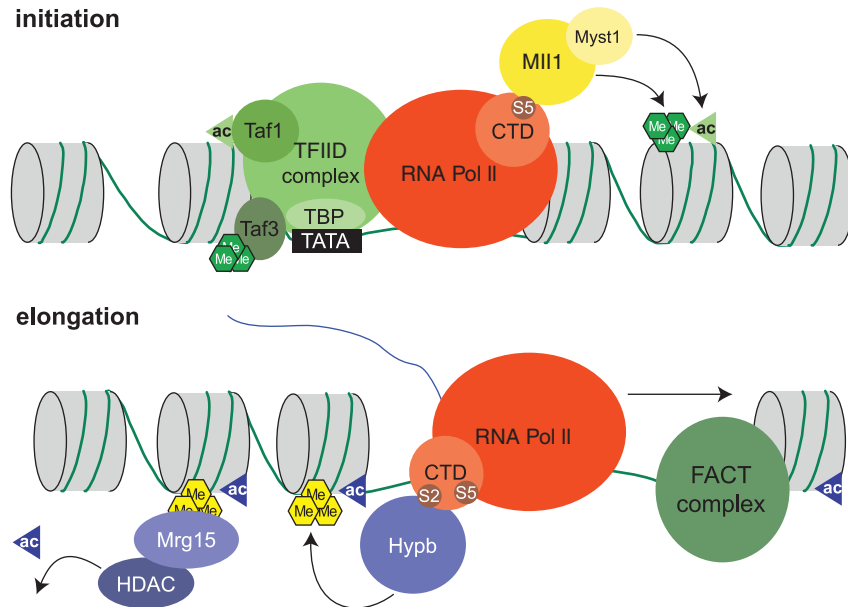 initiation
Myst1
Mll1
S5
CTD
Me
Me
Me
ac
ac
Taf1
TFIID
complex
RNA Pol II
TBP
TATA
Taf3
Me
Me
Me
elongation
RNA Pol II
CTD
S2
S5
FACT
complex
ac
Me
Me
Me
ac
Me
Me
Me
ac
Mrg15
Hypb
HDAC
ac